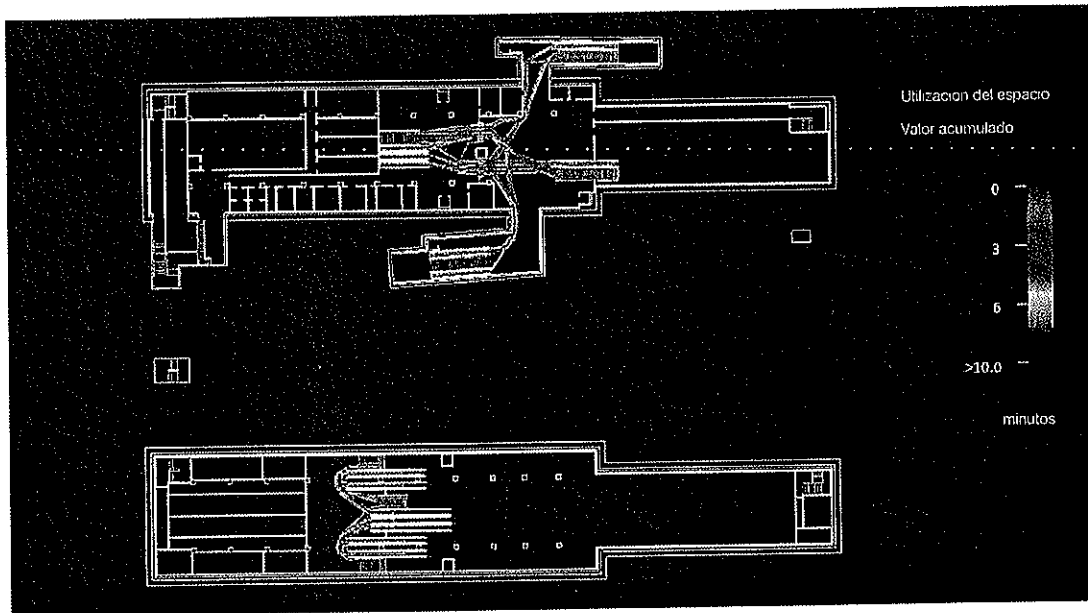 Utilizacion del espacio
Valor acumulado
0
3
6
>10.0
minutos